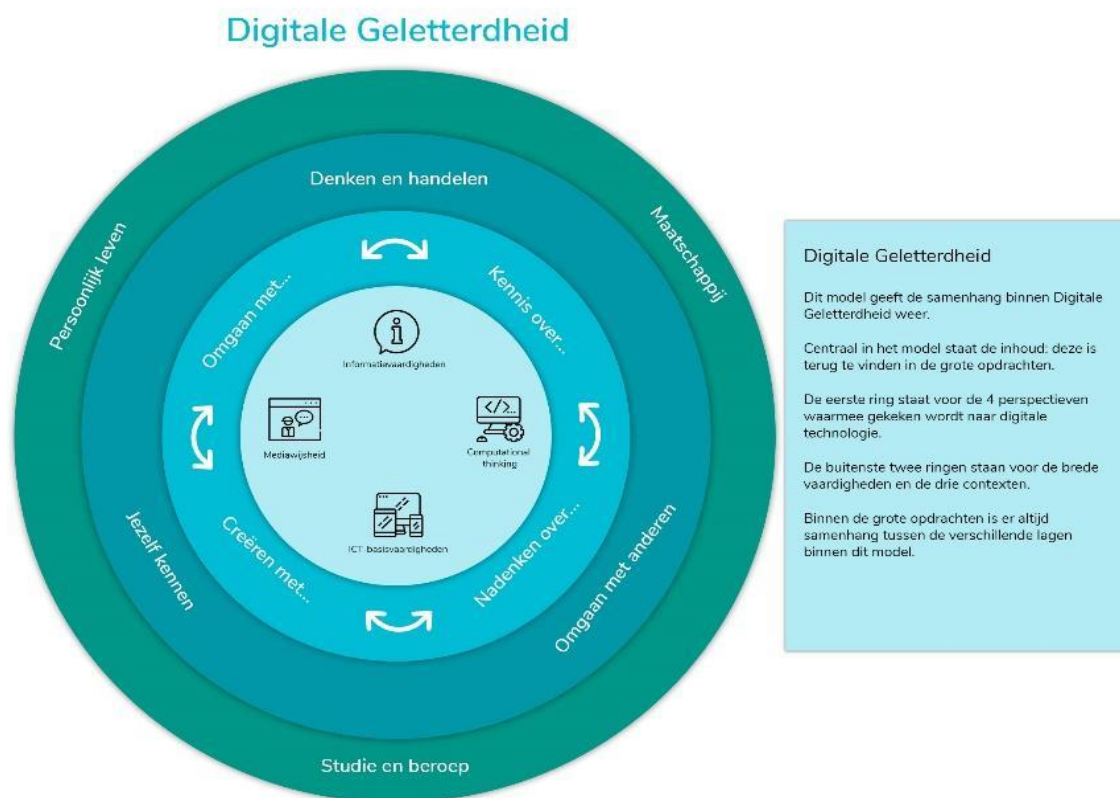 Digitale Geletterdheid
Persoonlijk leven
Maatschappij
Studie en beroep
Denken en handelen
Jezelf kennen
Omgaan met anderen
Omgaan met...
Kennis over...
Creëren met...
Nadenken over...
Informatievaardigheden
</>...
Mediawijsheid
Computational
thinking
ICT-basisvaardigheden
Digitale Geletterdheid
Dit model geeft de samenhang binnen Digitale
Geletterdheid weer.
Centraal in het model staat de inhoud: deze is
terug te vinden in de grote opdrachten.
De eerste ring staat voor de 4 perspectieven
waarmee gekeken wordt naar digitale
technologie.
De buitenste twee ringen staan voor de brede
vaardigheden en de drie contexten.
Binnen de grote opdrachten is er altijd
samenhang tussen de verschillende lagen
binnen dit model.